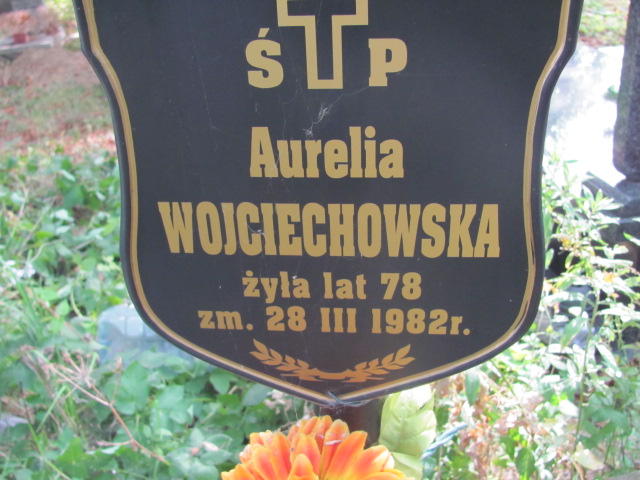 Ś P
Aurelia
WOJCIECHOWSKA
żyła lat 78
zm. 28 III 1982r.